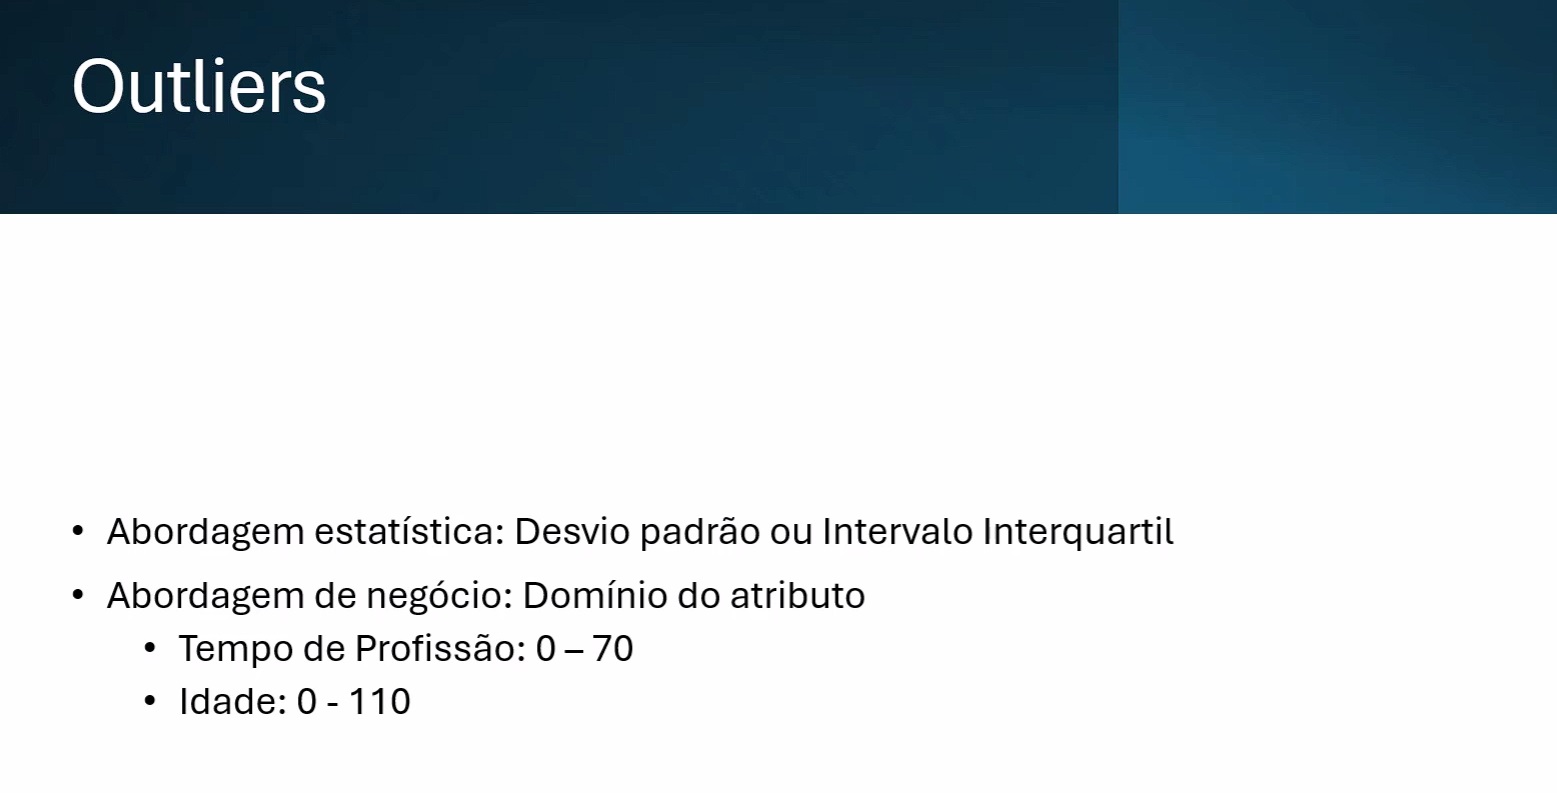 Outliers
• Abordagem estatística: Desvio padrão ou Intervalo Interquartil
• Abordagem de negócio: Domínio do atributo
• Tempo de Profissão: 0 – 70
• Idade: 0 - 110